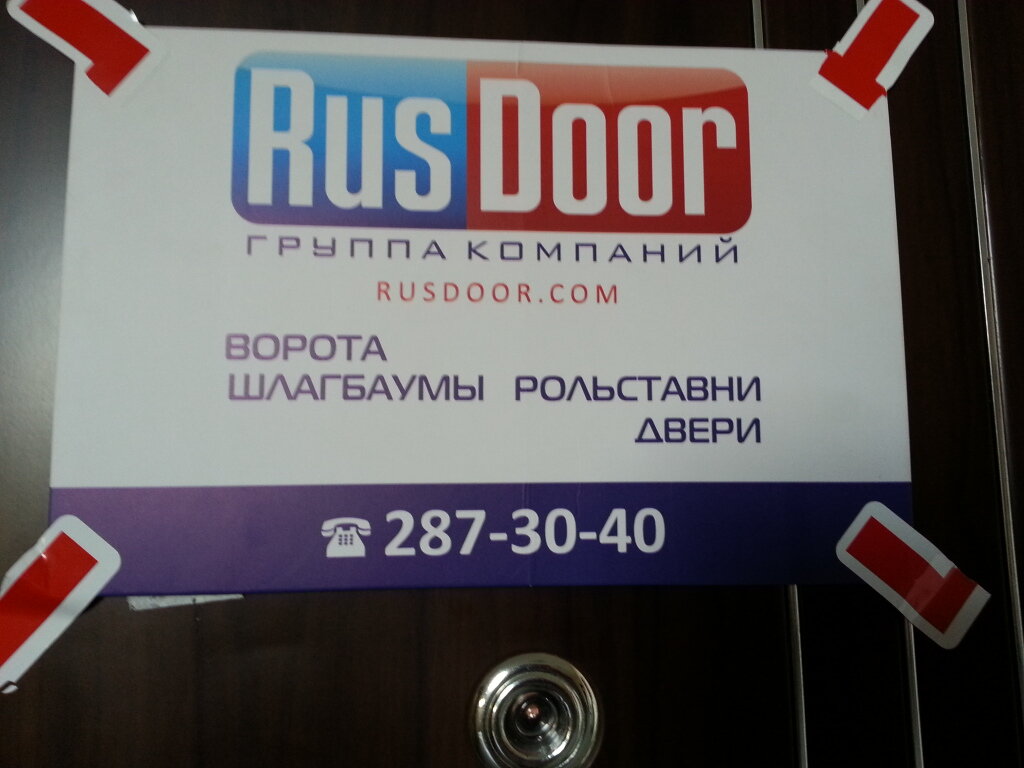 RusDoor
ГРУППА КОМПАНИЙ
RUSDOOR.COM
ВОРОТА
ШЛАГБАУМЫ РОЛЬСТАВНИ
ДВЕРИ
287-30-40